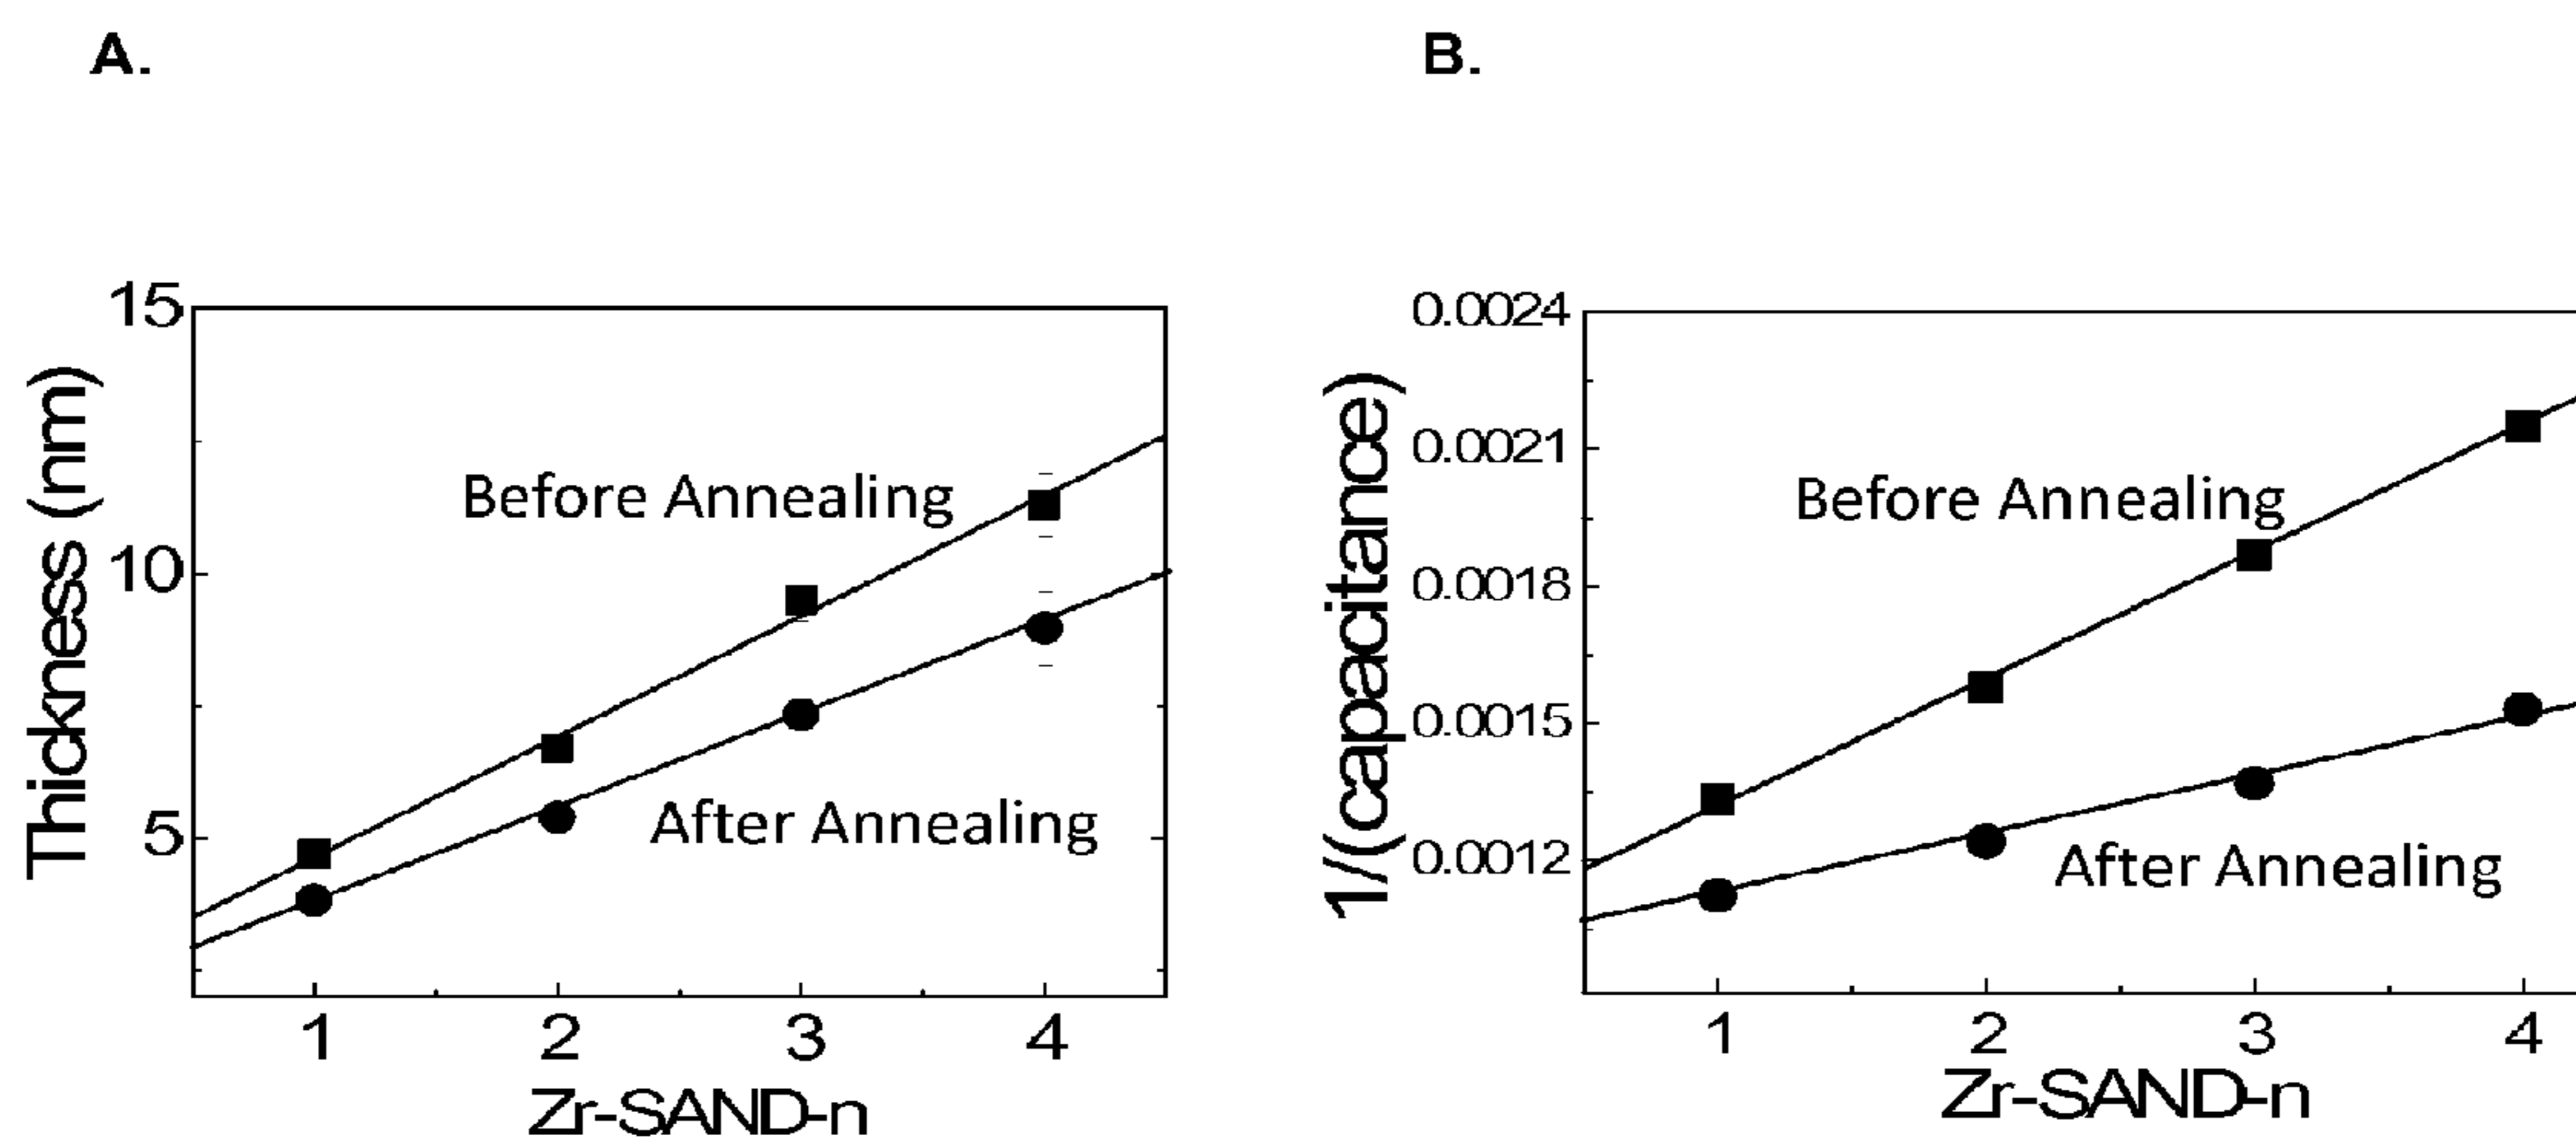 A.
B.
15
10
5
Thickness (nm)
Before Annealing
After Annealing
1 2 3 4
Zr-SAND-n
0.0024
0.0021
0.0018
0.0015
0.0012
1/(capacitance)
Before Annealing
After Annealing
1 2 3 4
Zr-SAND-n